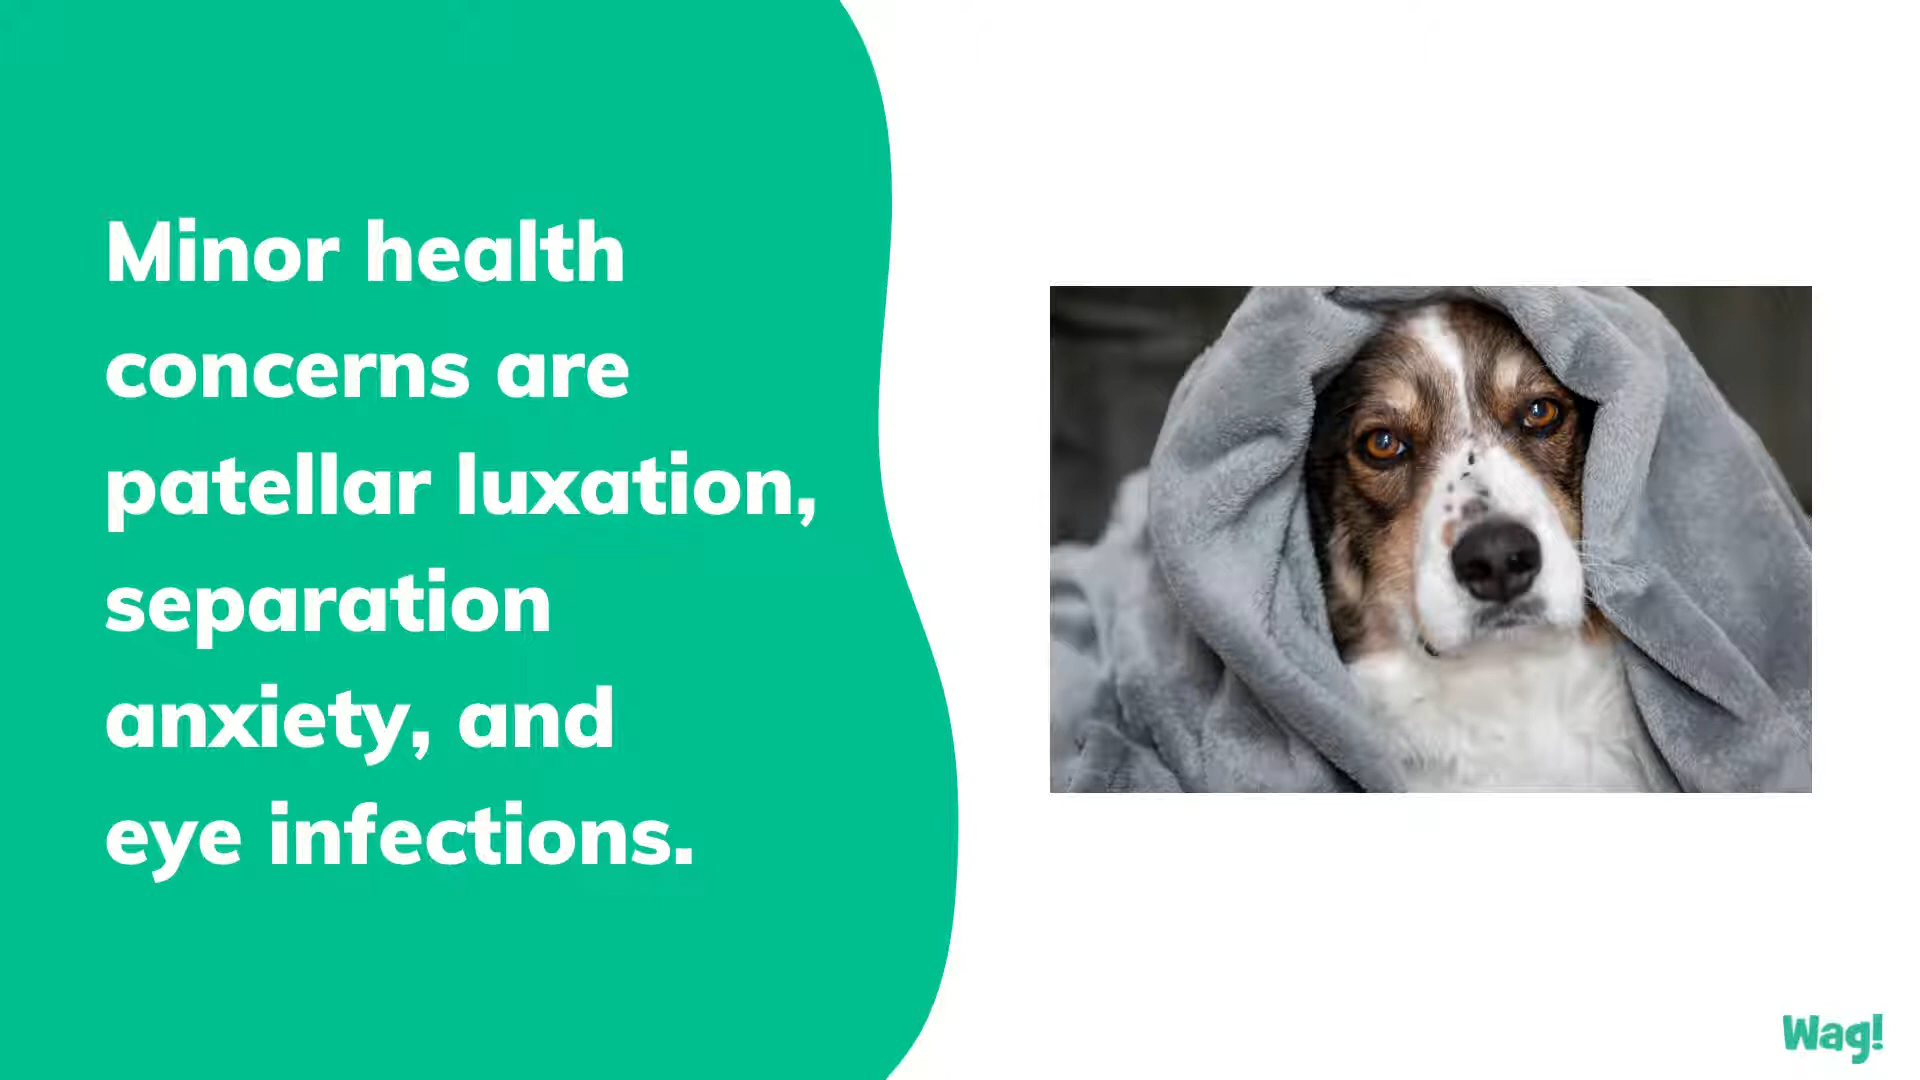 Minor health
concerns are
patellar luxation,
separation
anxiety, and
eye infections.
Wag!